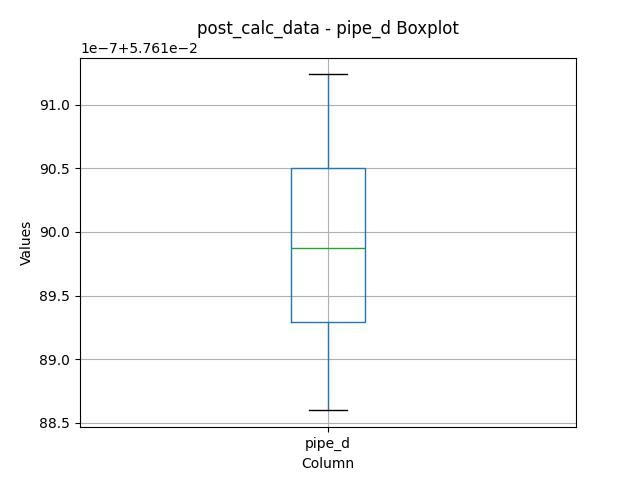 post_calc_data - pipe_d Boxplot
1e−7+5.761e−2
91.0
90.5
90.0
89.5
89.0
88.5
Values
pipe_d
Column